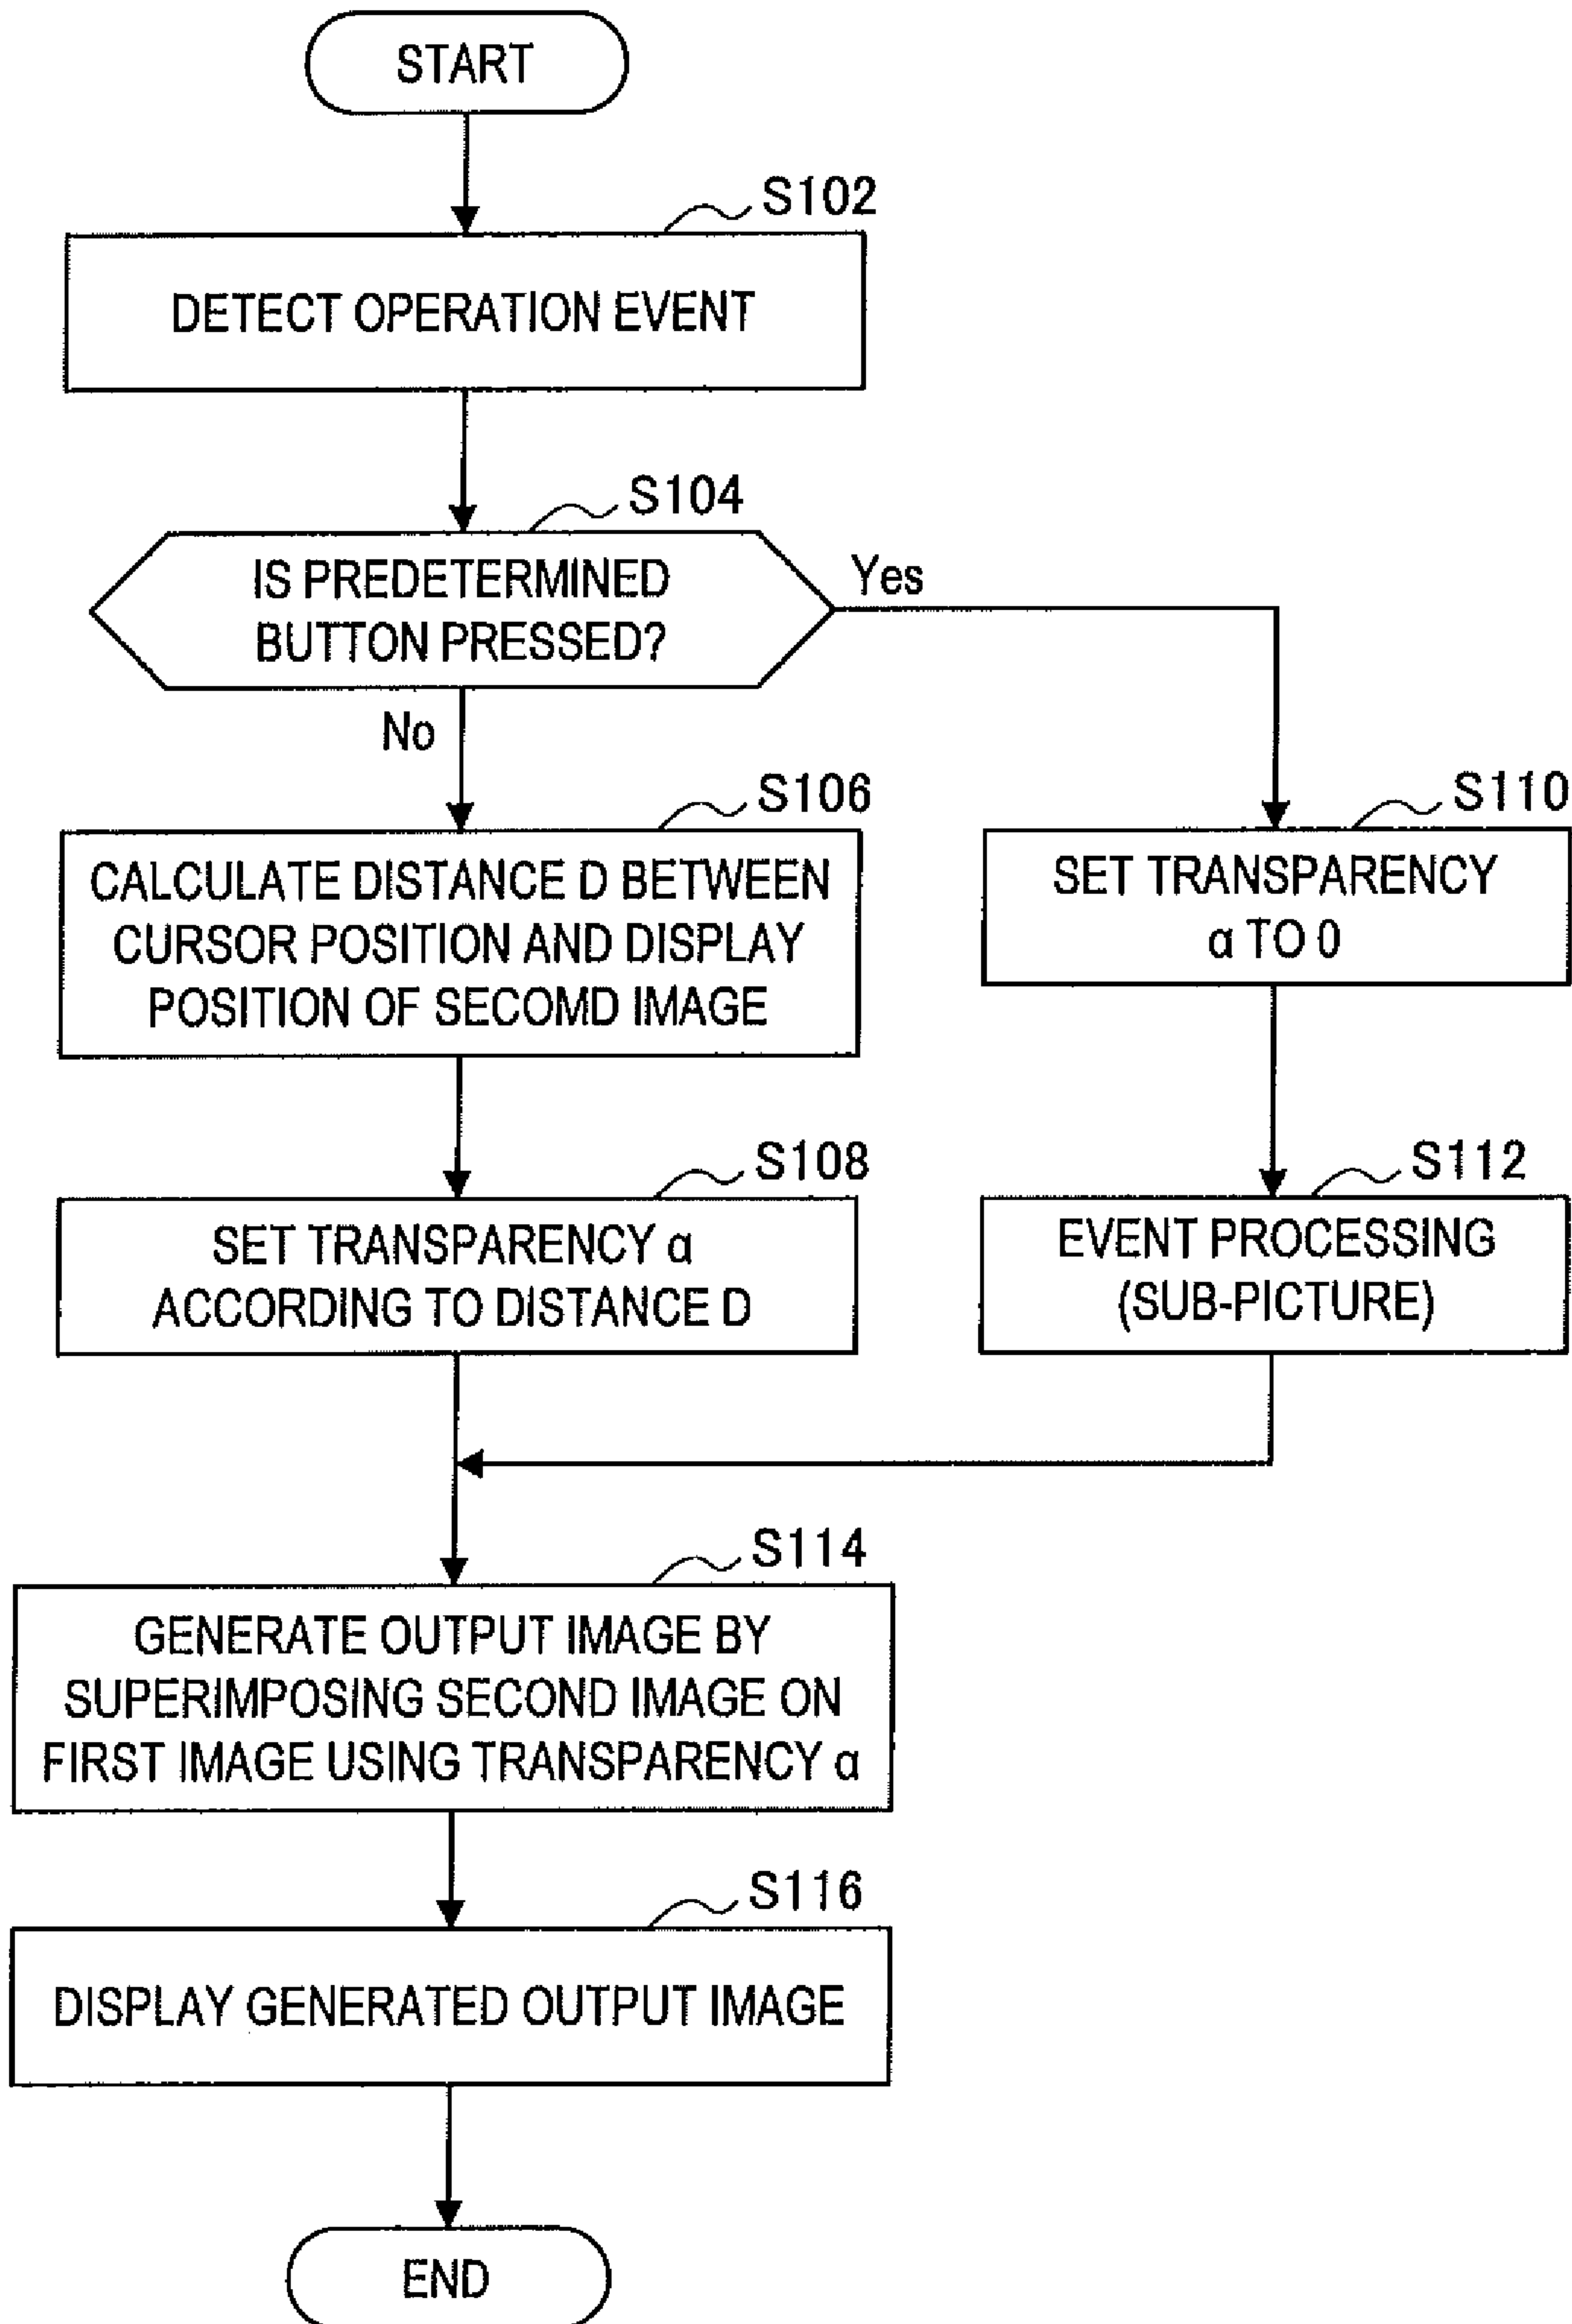 START
S102
DETECT OPERATION EVENT
S104
IS PREDETERMINED
BUTTON PRESSED?
Yes
No
S106
CALCULATE DISTANCE D BETWEEN
CURSOR POSITION AND DISPLAY
POSITION OF SECOMD IMAGE
S110
SET TRANSPARENCY
α TO 0
S108
SET TRANSPARENCY α
ACCORDING TO DISTANCE D
S112
EVENT PROCESSING
(SUB-PICTURE)
S114
GENERATE OUTPUT IMAGE BY
SUPERIMPOSING SECOND IMAGE ON
FIRST IMAGE USING TRANSPARENCY α
S116
DISPLAY GENERATED OUTPUT IMAGE
END